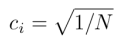 c_i = \sqrt{1/N}